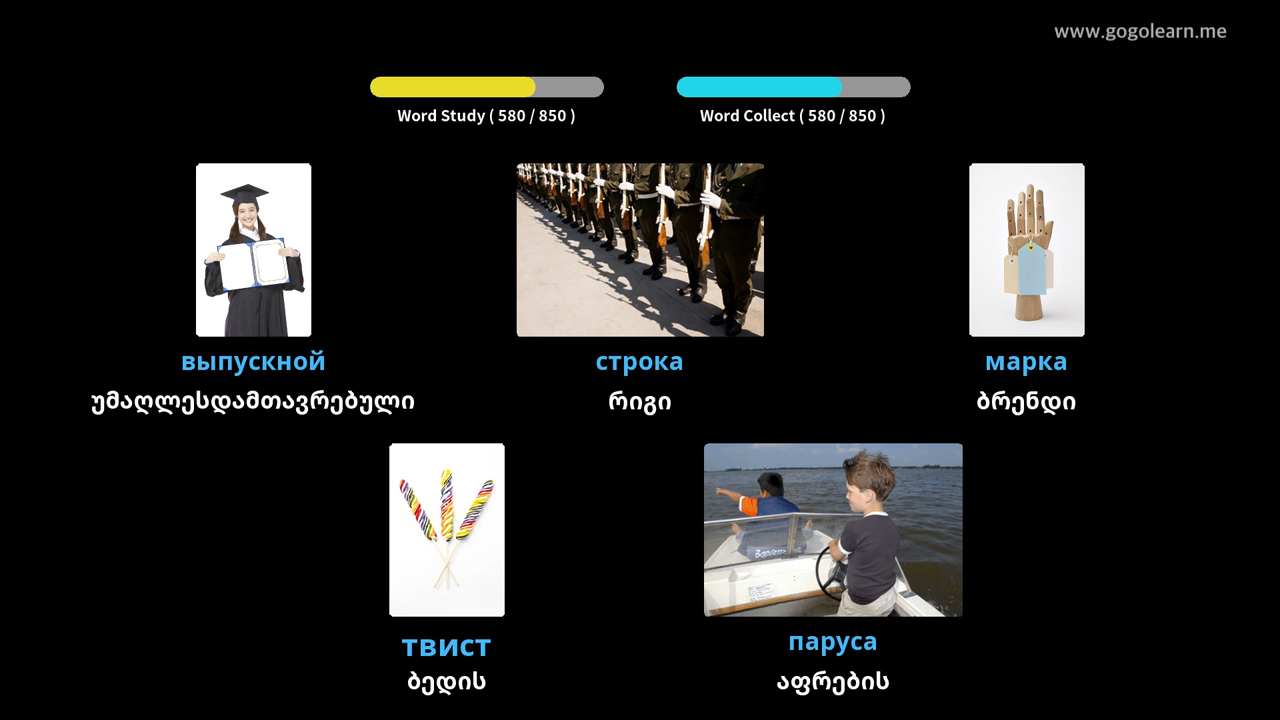 www.gogolearn.me
Word Study ( 580 / 850 )
Word Collect ( 580 / 850 )
выпускной
უმაღლესდამთავრებული
строка
რიგი
марка
ბრენდი
твист
ბედის
паруса
აფრების